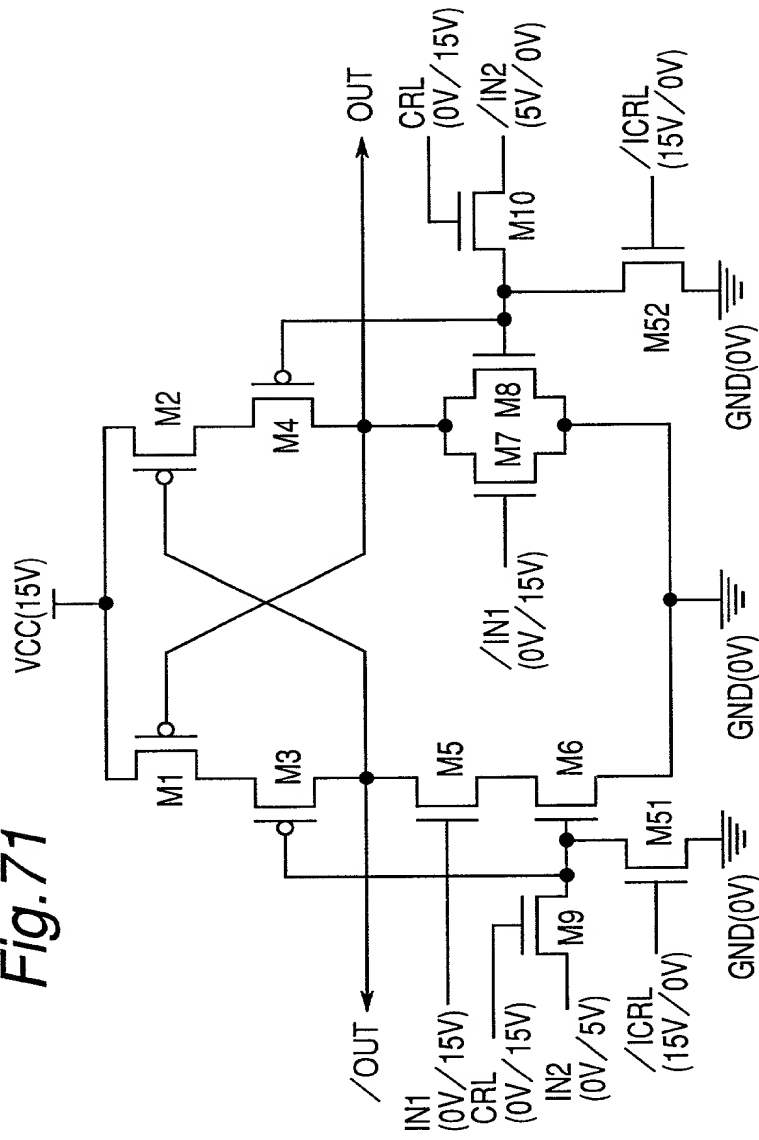 Fig.71
VCC(15V)
M1
M2
M3
M4
/OUT
OUT
IN1
(0V/15V)
CRL
(0V/15V)
IN2
(0V/5V)
/ICRL
(15V/0V)
M5
M6
M9
M51
GND(0V)
/IN1
(0V/15V)
M7
M8
GND(0V)
CRL
(0V/15V)
/IN2
(5V/0V)
M10
/ICRL
(15V/0V)
M52
GND(0V)